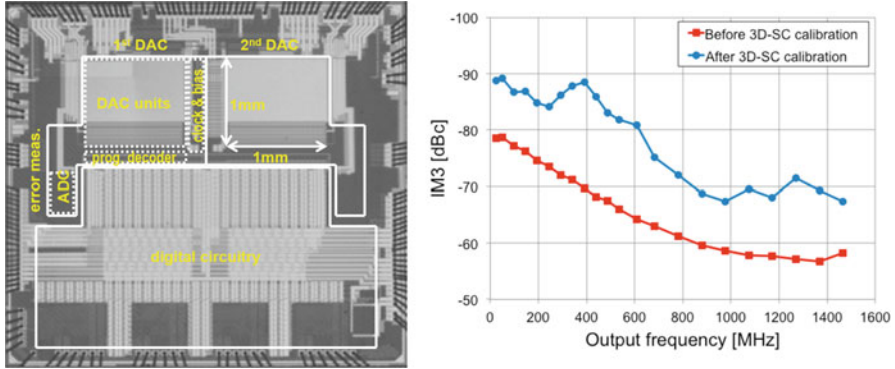 1st DAC
2nd DAC
DAC units
clock & bias
1mm
prog. decoder
1mm
error meas.
ADC
digital circuitry
-100
-90
-80
-70
-60
-50
IM3 [dBc]
Before 3D-SC calibration
After 3D-SC calibration
0
200
400
600
800
1000
1200
1400
1600
Output frequency [MHz]